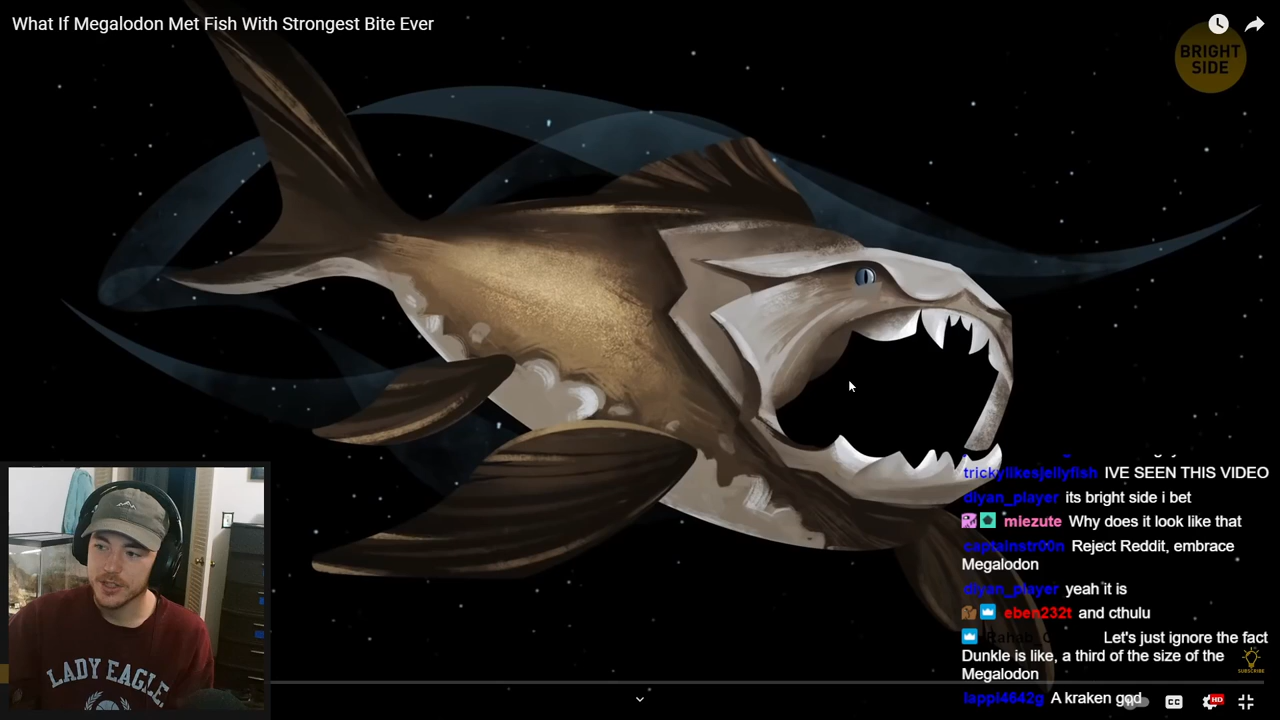 What If Megalodon Met Fish With Strongest Bite Ever
BRIGHT
SIDE
trickylikesjellyfish IVE SEEN THIS VIDEO
diyan_player its bright side i bet
miezute Why does it look like that
captainstr00n Reject Reddit, embrace
Megalodon
diyan_player yeah it is
eben232t and cthulu
Let's just ignore the fact
Dunkle is like, a third of the size of the
Megalodon
lappl4642g A kraken god
SUBSCRIBE
CC
HD
LADY EAGLE